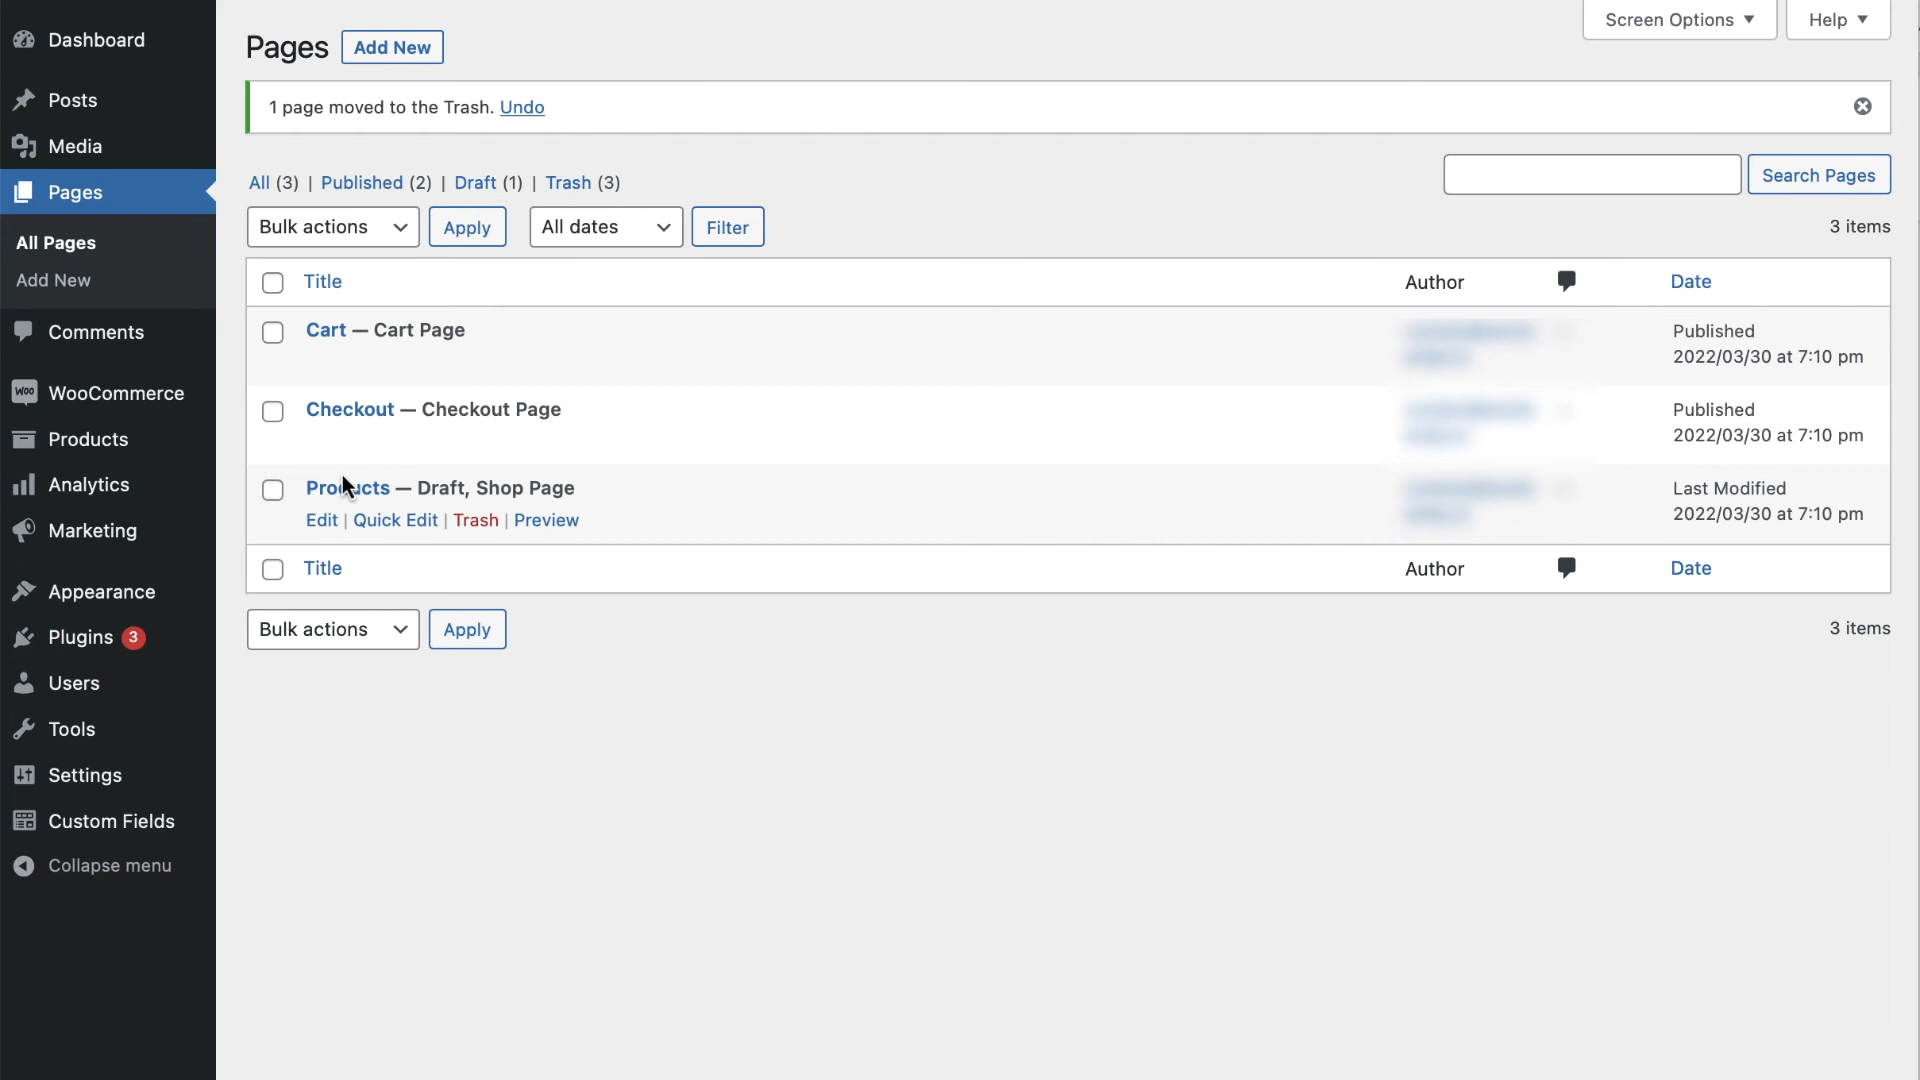 Dashboard
Posts
Media
Pages
All Pages
Add New
Comments
WooCommerce
Products
Analytics
Marketing
Appearance
Plugins 3
Users
Tools
Settings
Custom Fields
Collapse menu
Screen Options ▼ Help ▼
Pages Add New
1 page moved to the Trash. Undo
All (3) | Published (2) | Draft (1) | Trash (3)
Search Pages
Bulk actions Apply All dates Filter 3 items
Title Author Date
Cart — Cart Page Published
2022/03/30 at 7:10 pm
Checkout — Checkout Page Published
2022/03/30 at 7:10 pm
Products — Draft, Shop Page Last Modified
Edit | Quick Edit | Trash | Preview 2022/03/30 at 7:10 pm
Title Author Date
Bulk actions Apply 3 items